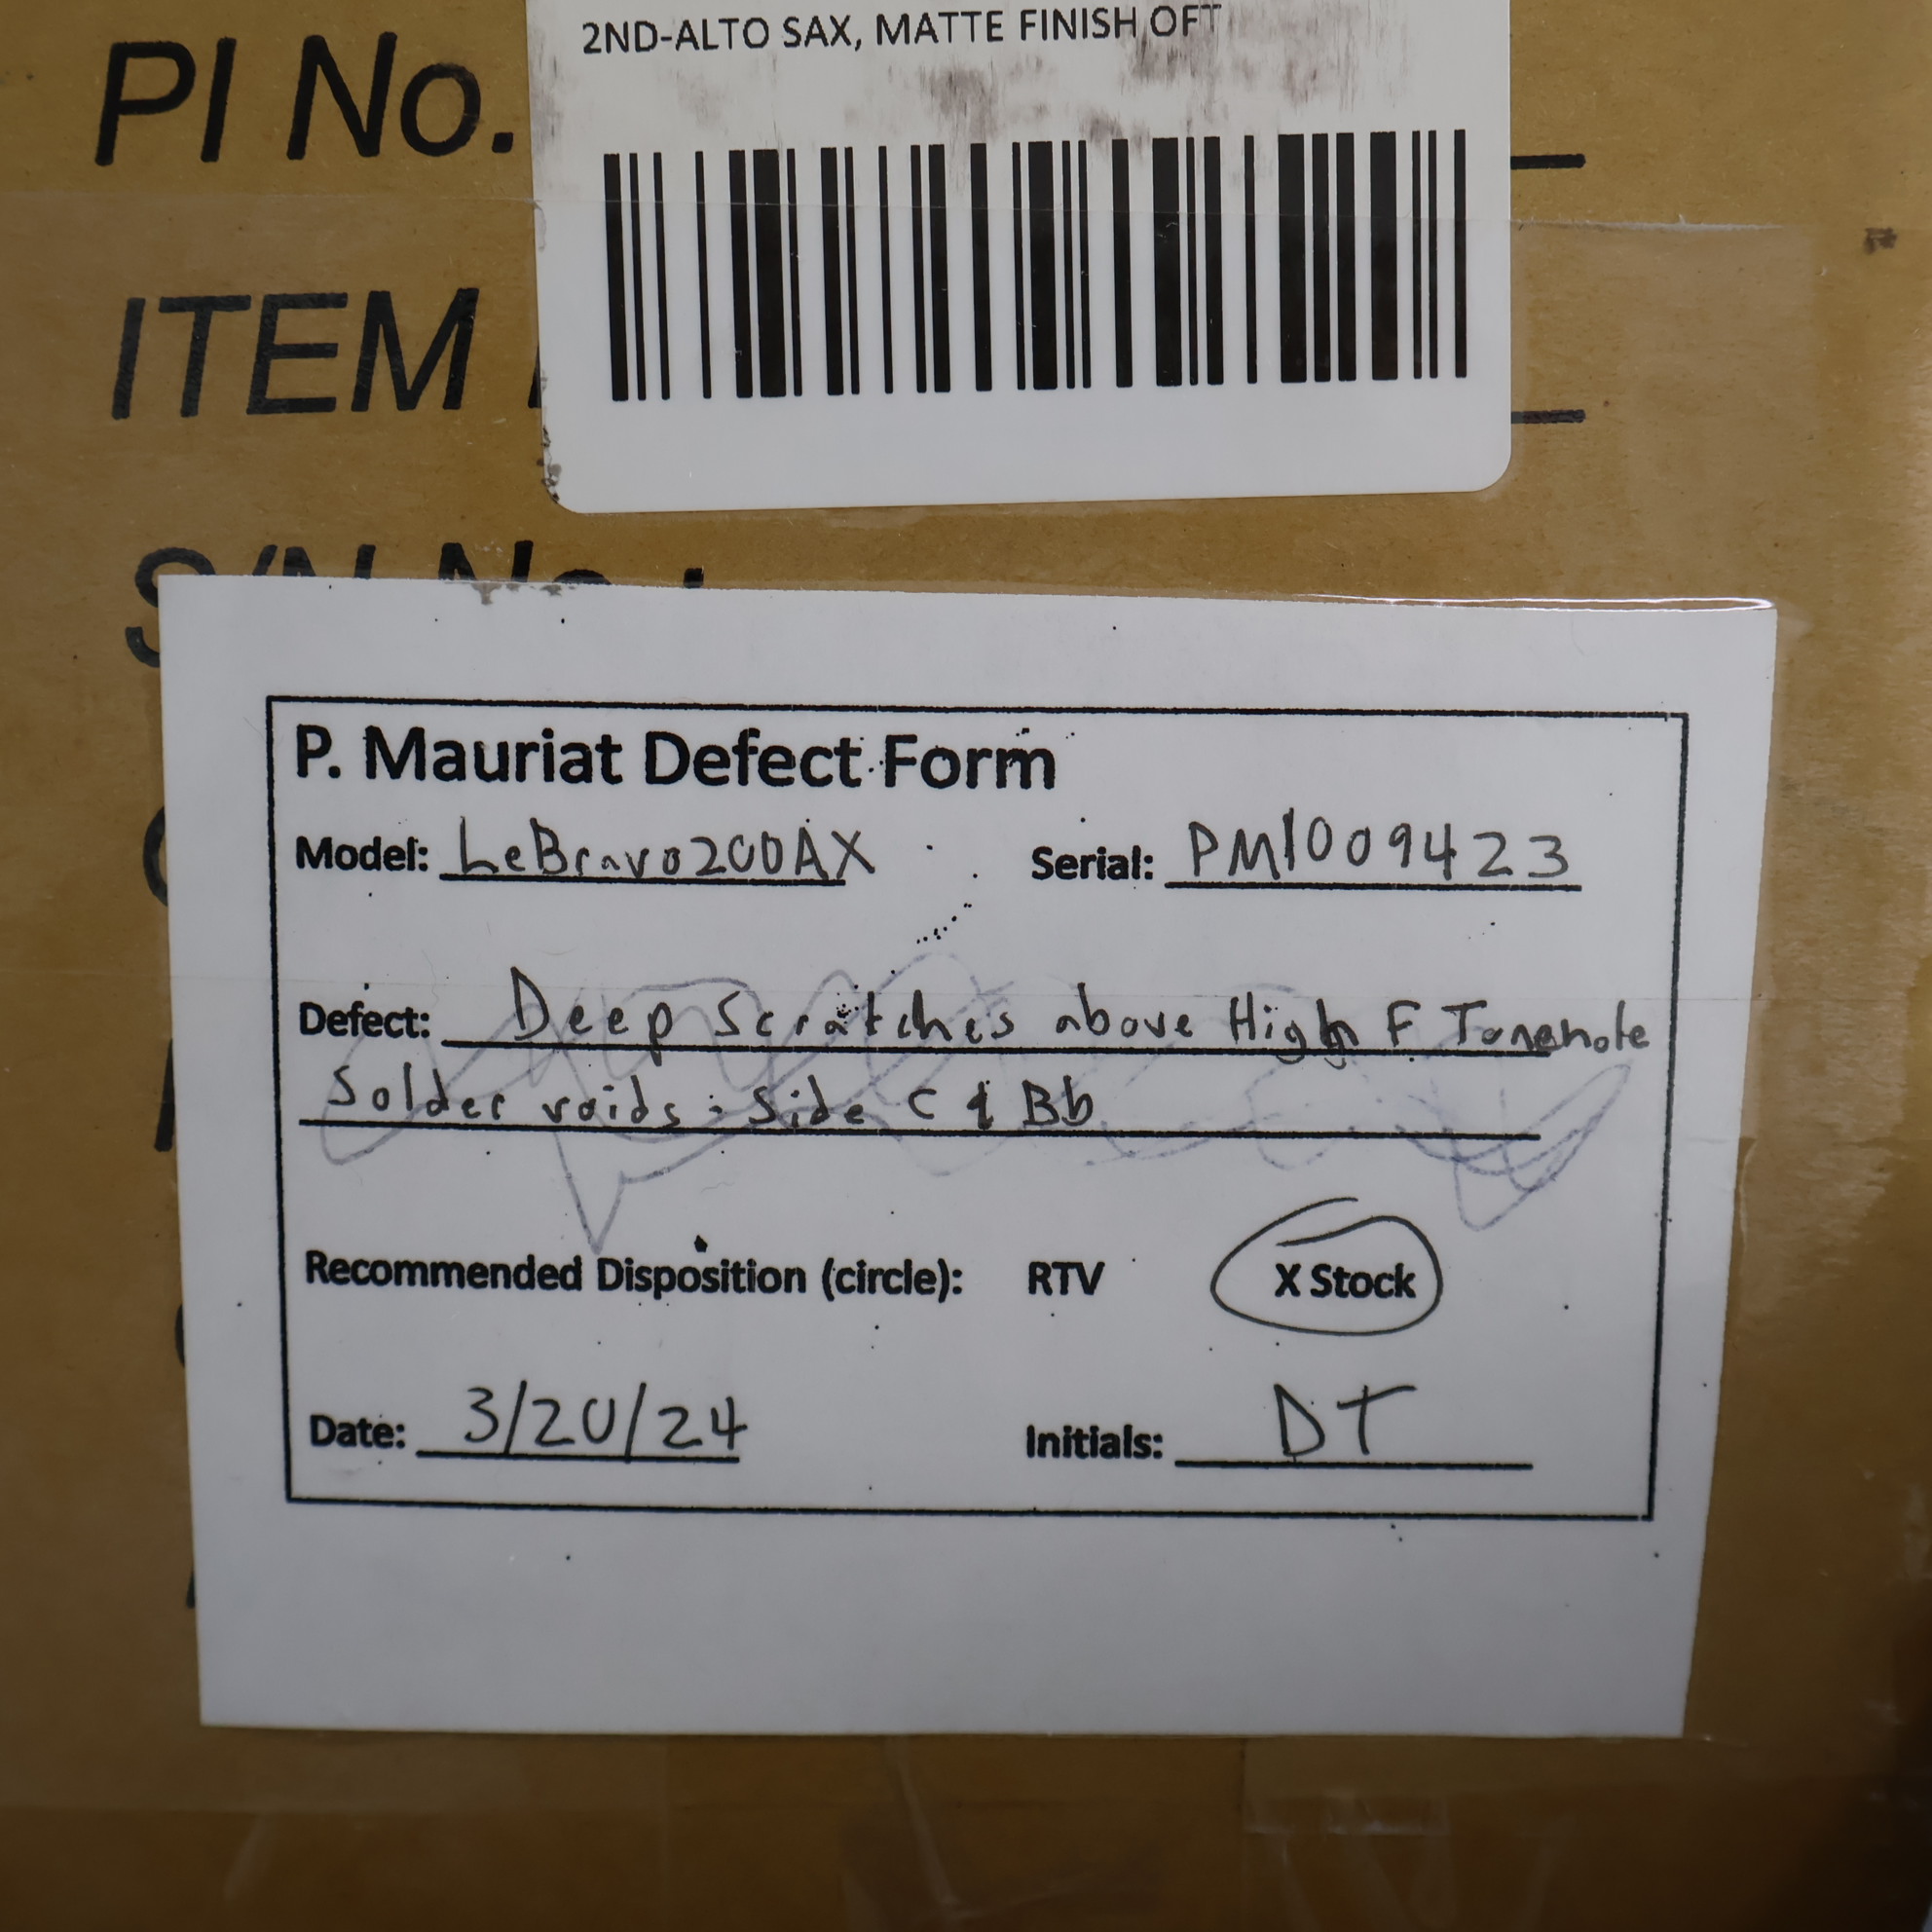 2ND-ALTO SAX, MATTE FINISH OFT
PI No.
ITEM
S/N No.:
P. Mauriat Defect Form
Model: LeBravo200AX Serial: PM1009423
Defect: Deep Scratches above High F Tonehole
Solder voids: Side C & Bb
Recommended Disposition (circle): RTV X Stock
Date: 3/20/24 Initials: DT